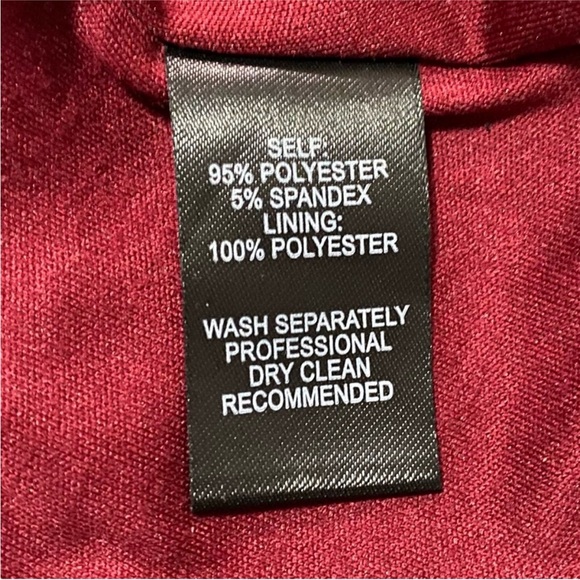 SELF:
95% POLYESTER
5% SPANDEX
LINING:
100% POLYESTER
WASH SEPARATELY
PROFESSIONAL
DRY CLEAN
RECOMMENDED